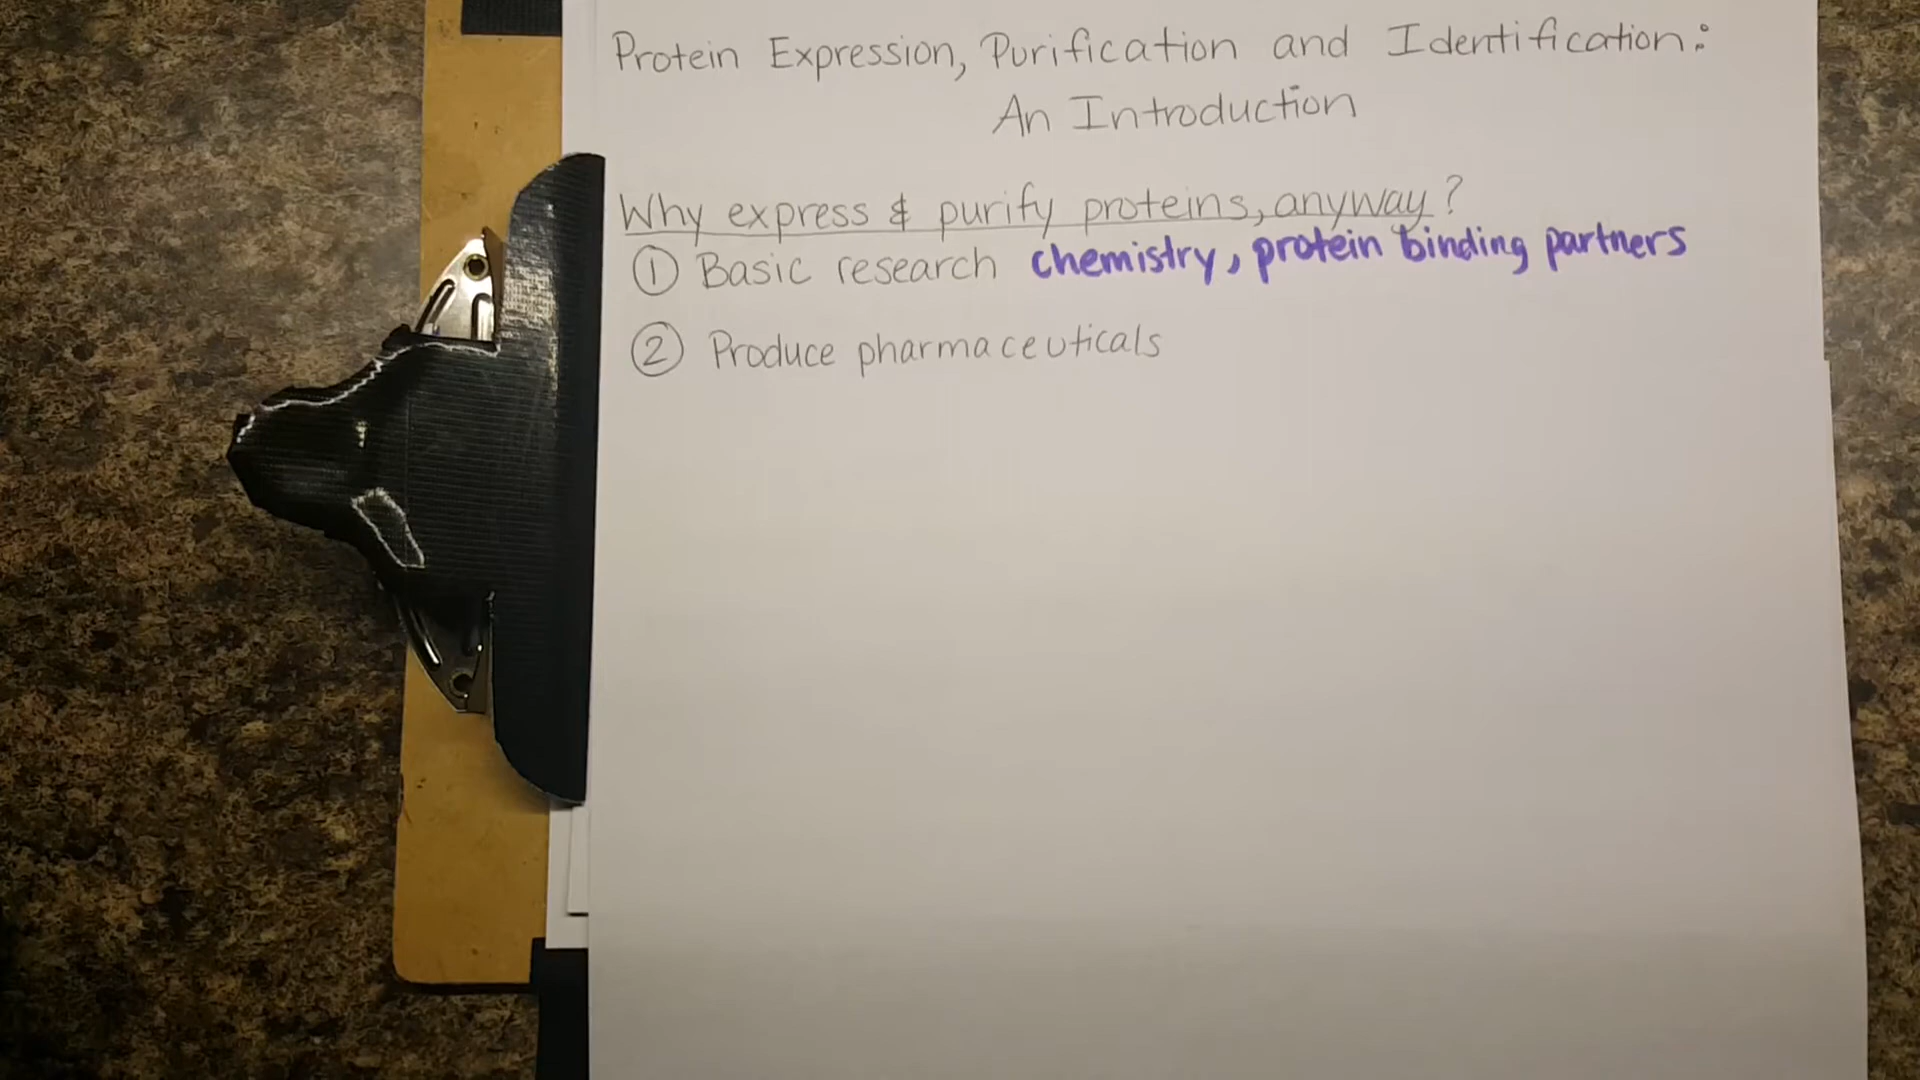 Protein Expression, Purification and Identification:
An Introduction
Why express & purify proteins, anyway?
① Basic research chemistry, protein binding partners
② Produce pharmaceuticals